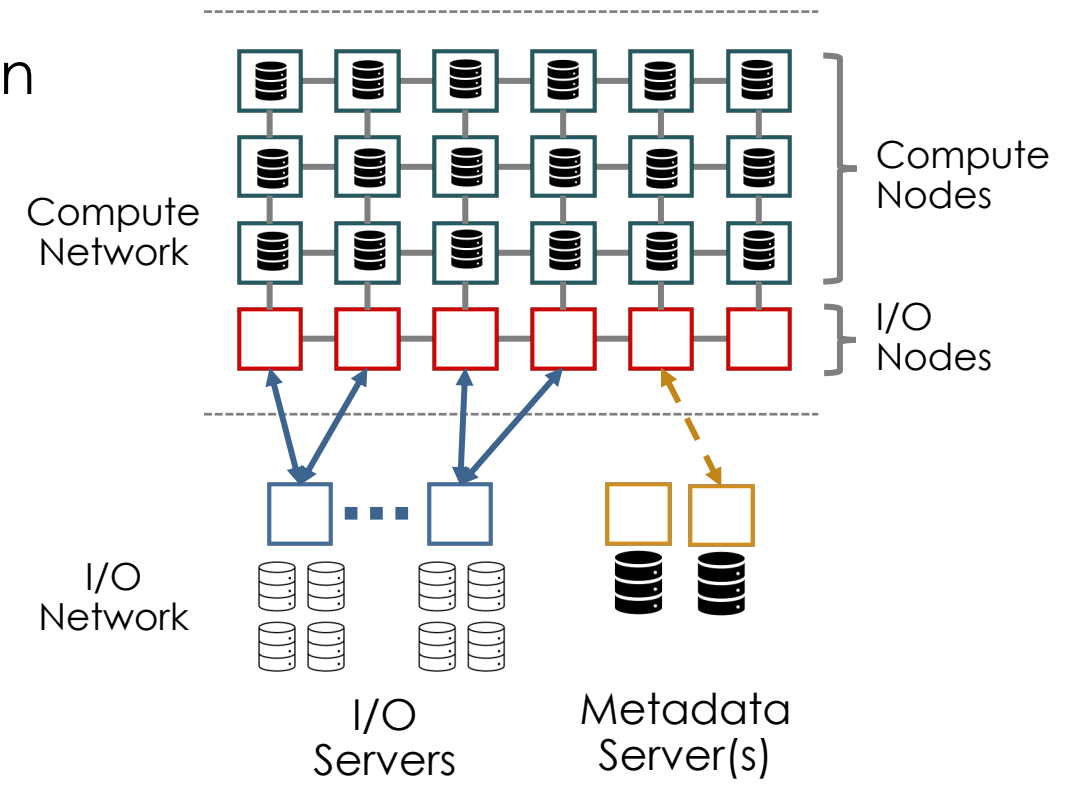 n
Compute
Network
Compute
Nodes
I/O
Nodes
I/O
Network
I/O
Servers
Metadata
Server(s)